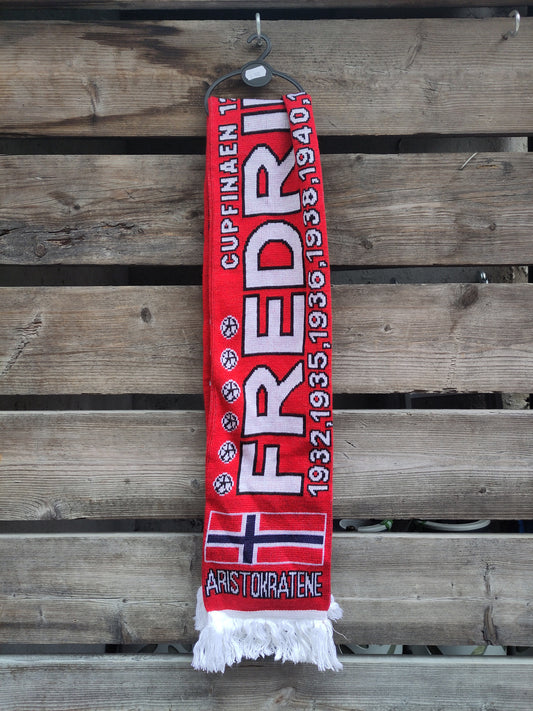 CUPFINAEN
FREDRI
1932,1935,1936,1938,1940,
ARISTOKRATENE